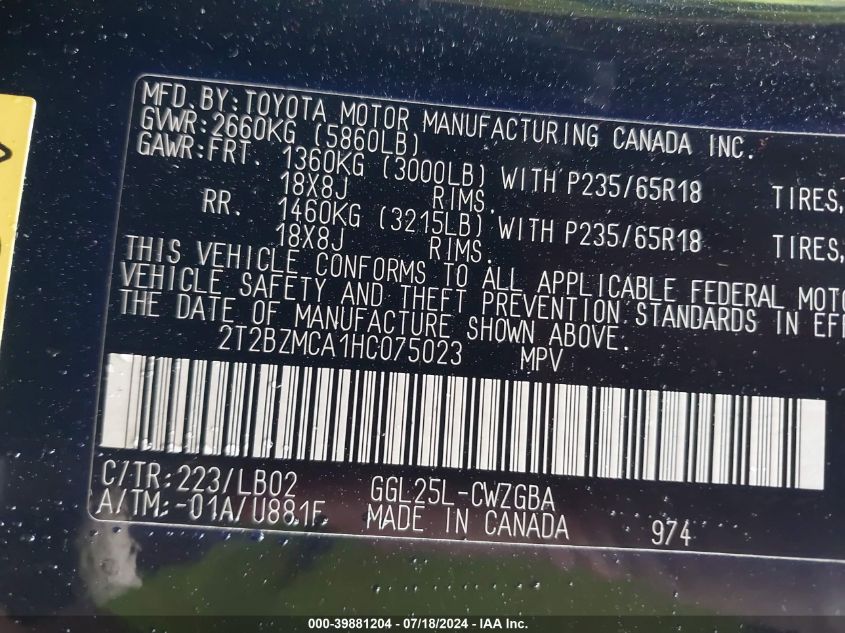 MFD.BY:TOYOTA MOTOR MANUFACTURING CANADA INC.
GVWR:2660KG (5860LB)
GAWR:FRT. 1360KG (3000LB) WITH P235/65R18 TIRES,
18X8J RIMS.
RR. 1460KG (3215LB) WITH P235/65R18 TIRES,
18X8J RIMS.
THIS VEHICLE CONFORMS TO ALL APPLICABLE FEDERAL MOTO
VEHICLE SAFETY AND THEFT PREVENTION STANDARDS IN EFF
THE DATE OF MANUFACTURE SHOWN ABOVE.
2T2BZMCA1HC075023 MPV
C/TR:223/LB02 GGL25L-CWZGBA
A/TM:-01A/U881F MADE IN CANADA 974
000-39881204 - 07/18/2024 - IAA Inc.